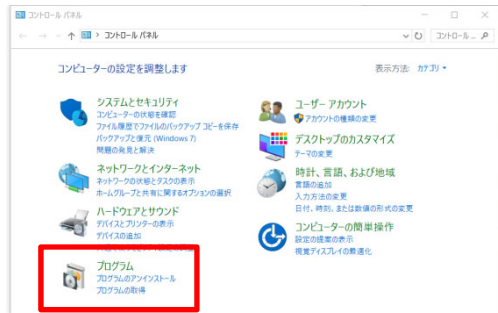 コントロール パネル
コントロール パネル
コントロール ...
コンピューターの設定を調整します
表示方法: カテゴリ
システムとセキュリティ
コンピューターの状態を確認
ファイル履歴でファイルのバックアップ コピーを保存
バックアップと復元 (Windows 7)
問題の発見と解決
ネットワークとインターネット
ネットワークの状態とタスクの表示
ホームグループと共有に関するオプションの選択
ハードウェアとサウンド
デバイスとプリンターの表示
デバイスの追加
プログラム
プログラムのアンインストール
プログラムの取得
ユーザー アカウント
アカウントの種類の変更
デスクトップのカスタマイズ
テーマの変更
時計、言語、および地域
言語の追加
入力方法の変更
日付、時刻、または数値の形式の変更
コンピューターの簡単操作
設定の提案の表示
視覚ディスプレイの最適化